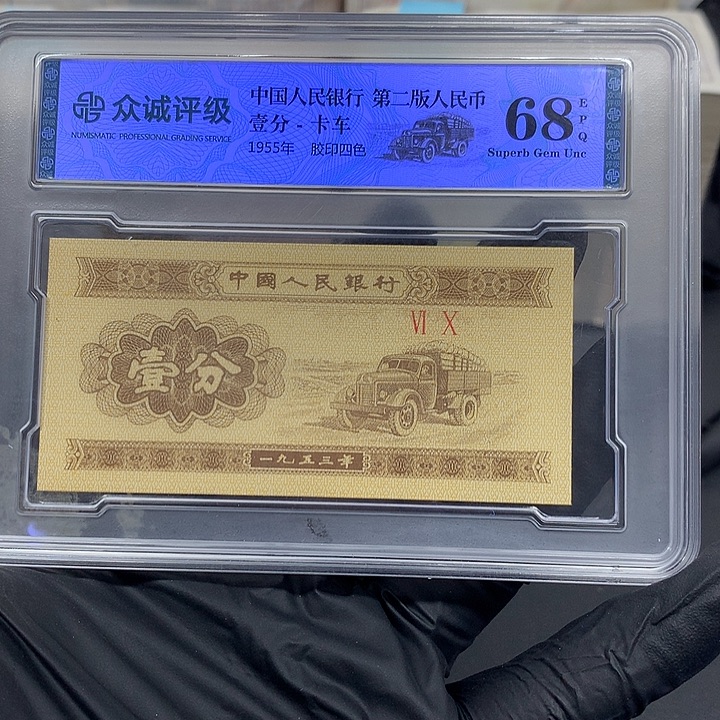 众诚评级
NUMISMATIC - PROFESSIONAL GRADING SERVICE
中国人民银行 第二版人民币
壹分 - 卡车
1955年 胶印四色
68
EPQ
Superb Gem Unc
中國人民銀行
VI X
壹分
一九五三年